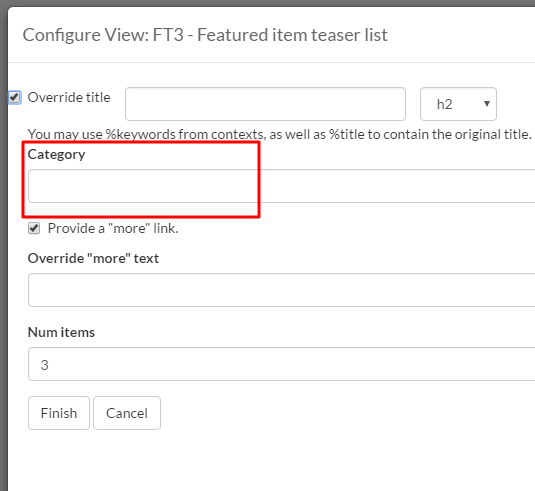 Configure View: FT3 - Featured item teaser list
Override title h2
You may use %keywords from contexts, as well as %title to contain the original title.
Category
Provide a "more" link.
Override "more" text
Num items
3
Finish Cancel